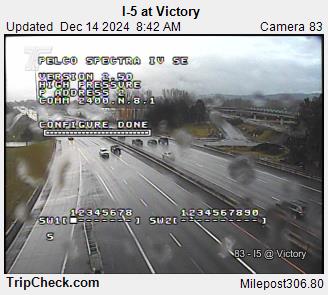 I-5 at Victory
Updated Dec 14 2024 8:42 AM
Camera 83
PELCO SPECTRA IV SE
VERSION 2.50
HIGH PRESSURE
P ADDRESS 2
COMM 2400.N.8.1
CONFIGURE DONE
12345678
1234567890
SW1
SW2
S
83 - I5 @ Victory
TripCheck.com
Milepost306.80